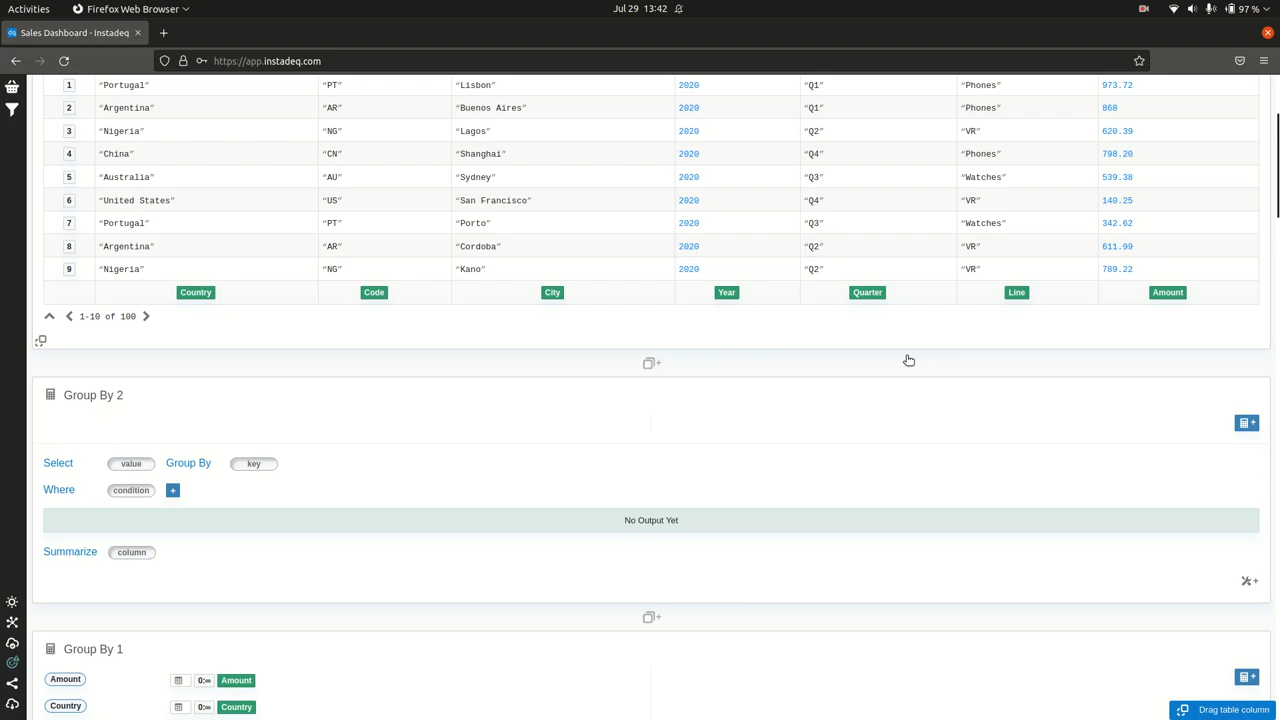 Activities Firefox Web Browser Jul 29 13:42 97 %
Sales Dashboard - Instadeq
https://app.instadeq.com
1 “Portugal” “PT” “Lisbon” 2020 “Q1” “Phones” 973.72
2 “Argentina” “AR” “Buenos Aires” 2020 “Q1” “Phones” 868
3 “Nigeria” “NG” “Lagos” 2020 “Q2” “VR” 620.39
4 “China” “CN” “Shanghai” 2020 “Q4” “Phones” 798.20
5 “Australia” “AU” “Sydney” 2020 “Q3” “Watches” 539.38
6 “United States” “US” “San Francisco” 2020 “Q4” “VR” 140.25
7 “Portugal” “PT” “Porto” 2020 “Q3” “Watches” 342.62
8 “Argentina” “AR” “Cordoba” 2020 “Q2” “VR” 611.99
9 “Nigeria” “NG” “Kano” 2020 “Q2” “VR” 789.22
Country Code City Year Quarter Line Amount
1-10 of 100
Group By 2
Select value Group By key
Where condition +
No Output Yet
Summarize column
Group By 1
Amount 0:∞ Amount
Country 0:∞ Country
Drag table column